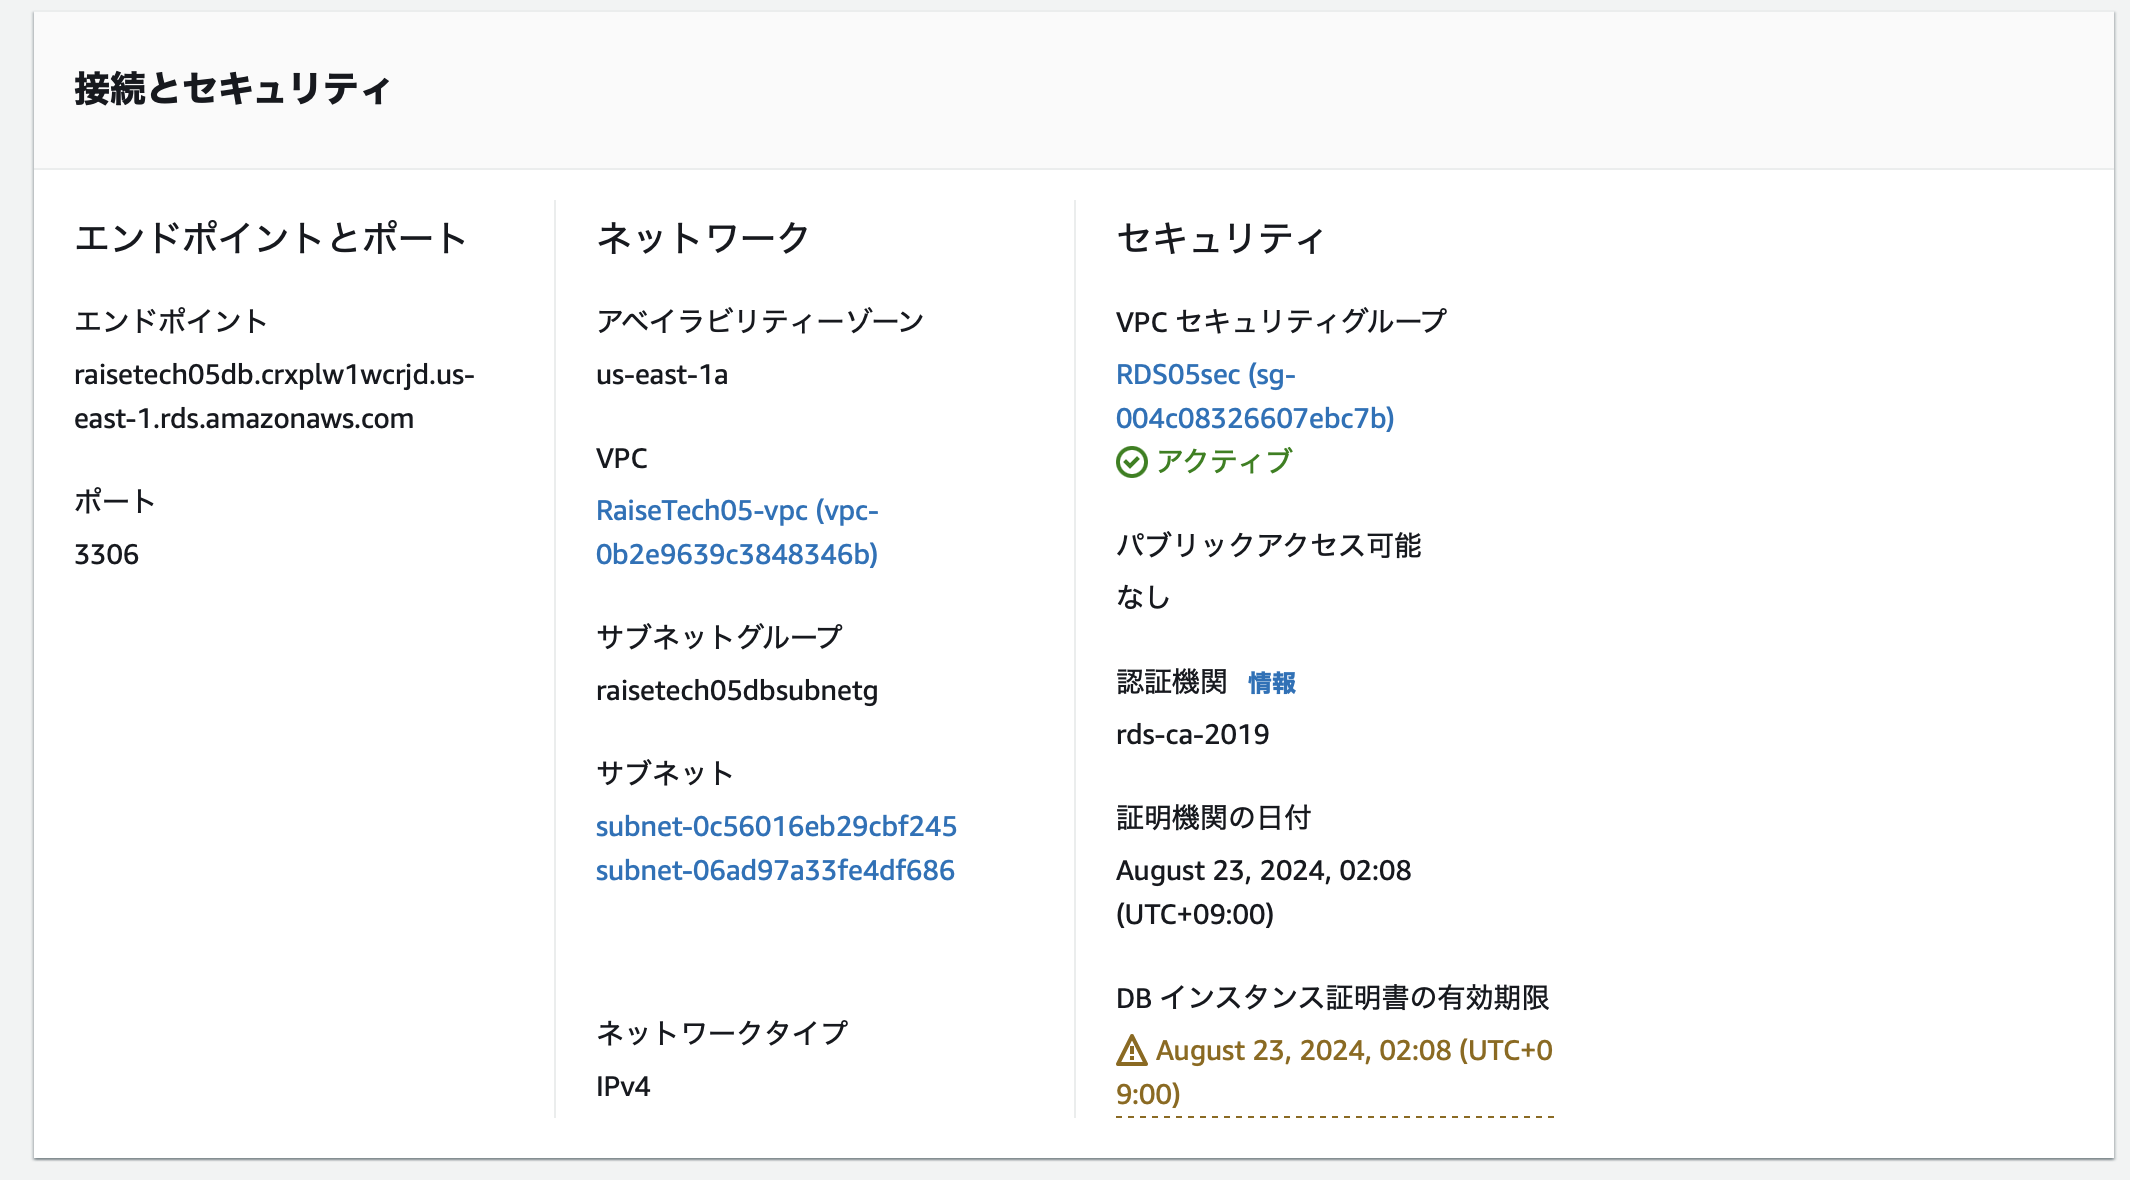 接続とセキュリティ
エンドポイントとポート
エンドポイント
raisetech05db.crxplw1wcrjd.us-
east-1.rds.amazonaws.com
ポート
3306
ネットワーク
アベイラビリティーゾーン
us-east-1a
VPC
RaiseTech05-vpc (vpc-
0b2e9639c3848346b)
サブネットグループ
raisetech05dbsubnetg
サブネット
subnet-0c56016eb29cbf245
subnet-06ad97a33fe4df686
ネットワークタイプ
IPv4
セキュリティ
VPC セキュリティグループ
RDS05sec (sg-
004c08326607ebc7b)
アクティブ
パブリックアクセス可能
なし
認証機関 情報
rds-ca-2019
証明機関の日付
August 23, 2024, 02:08
(UTC+09:00)
DB インスタンス証明書の有効期限
August 23, 2024, 02:08 (UTC+0
9:00)